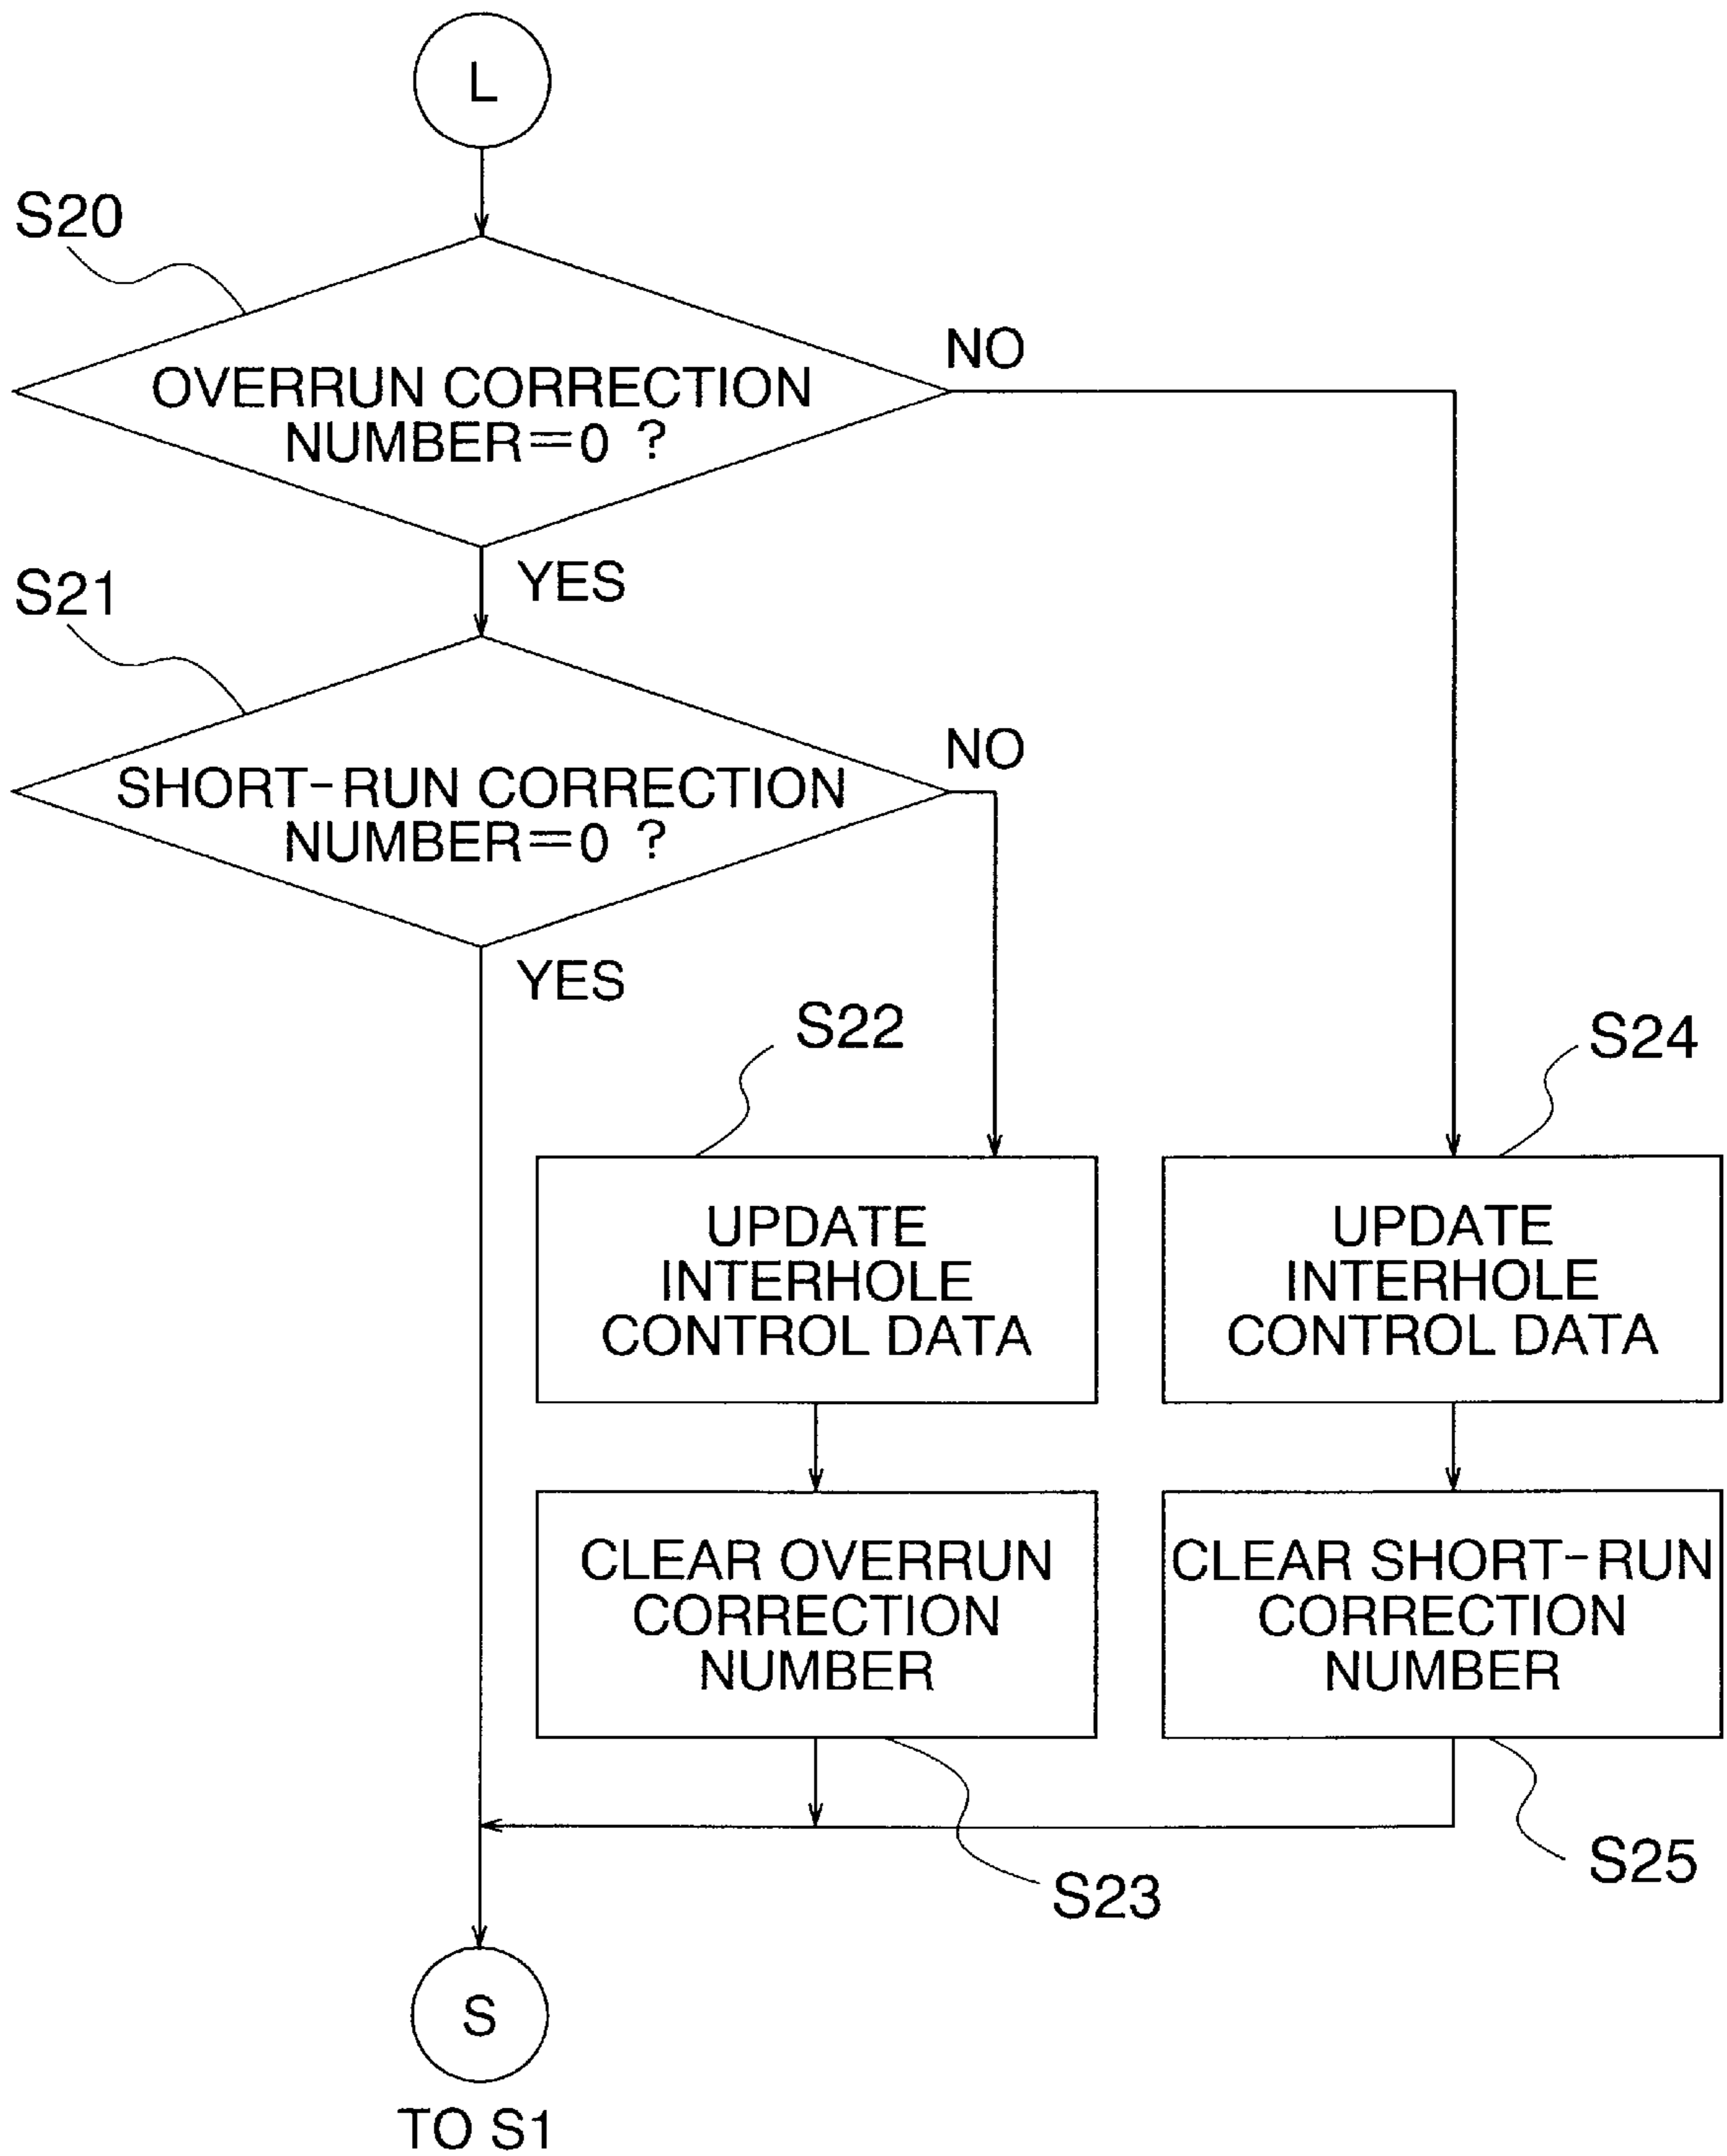 L
S20
OVERRUN CORRECTION
NUMBER=0 ?
NO
YES
S21
SHORT-RUN CORRECTION
NUMBER=0 ?
NO
YES
S22
S24
UPDATE
INTERHOLE
CONTROL DATA
UPDATE
INTERHOLE
CONTROL DATA
CLEAR OVERRUN
CORRECTION
NUMBER
CLEAR SHORT-RUN
CORRECTION
NUMBER
S23
S25
S
TO S1